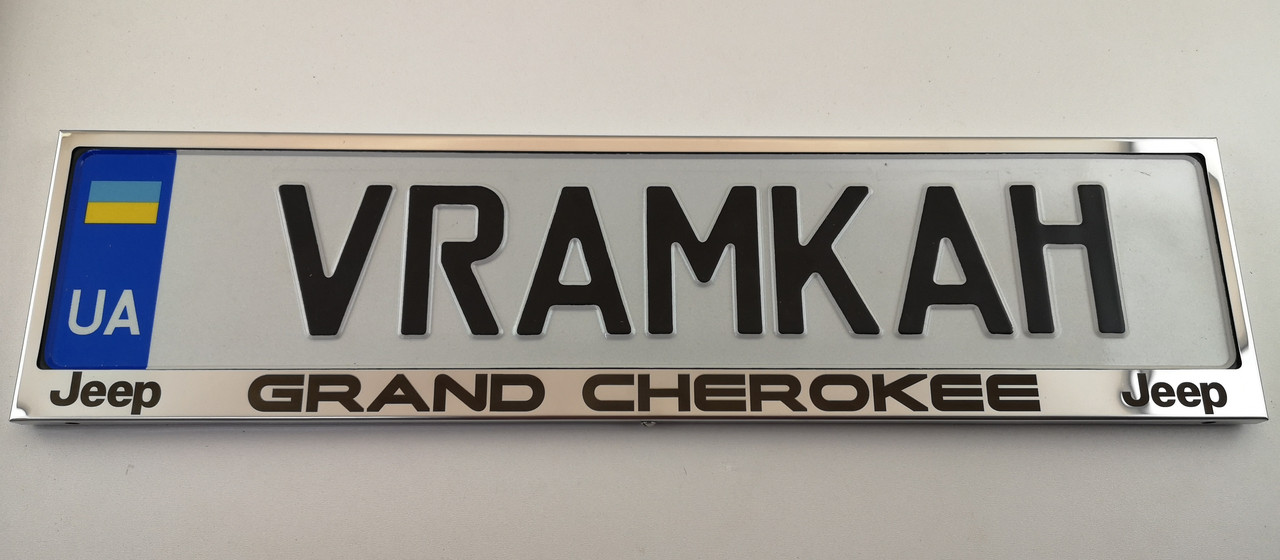 UA VRAMKAH
Jeep GRAND CHEROKEE Jeep